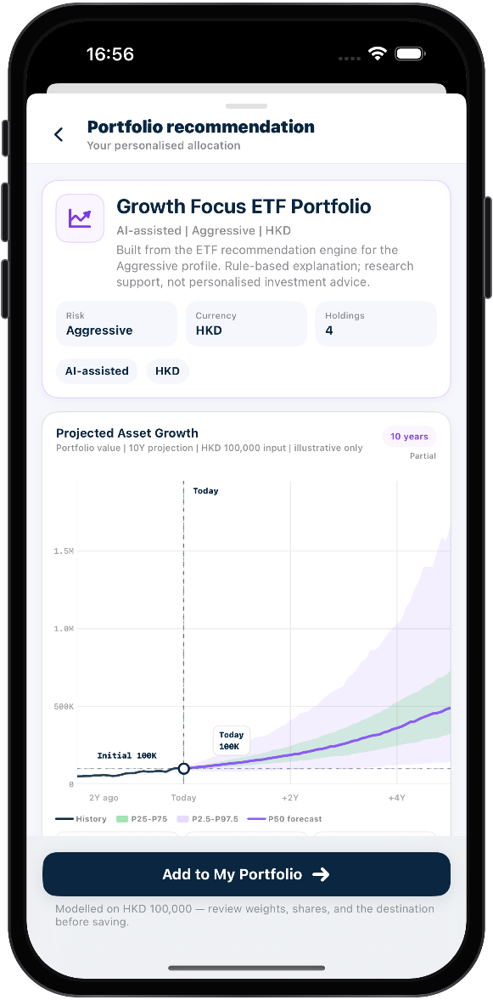 16:56
Portfolio recommendation
Your personalised allocation
Growth Focus ETF Portfolio
AI-assisted | Aggressive | HKD
Built from the ETF recommendation engine for the
Aggressive profile. Rule-based explanation; research
support, not personalised investment advice.
Risk
Aggressive
Currency
HKD
Holdings
4
AI-assisted
HKD
Projected Asset Growth
Portfolio value | 10Y projection | HKD 100,000 input | illustrative only
10 years
Partial
Today
1.5M
1.0M
500K
Today
100K
Initial 100K
0
2Y ago
Today
+2Y
+4Y
History
P25-P75
P2.5-P97.5
P50 forecast
Add to My Portfolio
Modelled on HKD 100,000 — review weights, shares, and the destination
before saving.